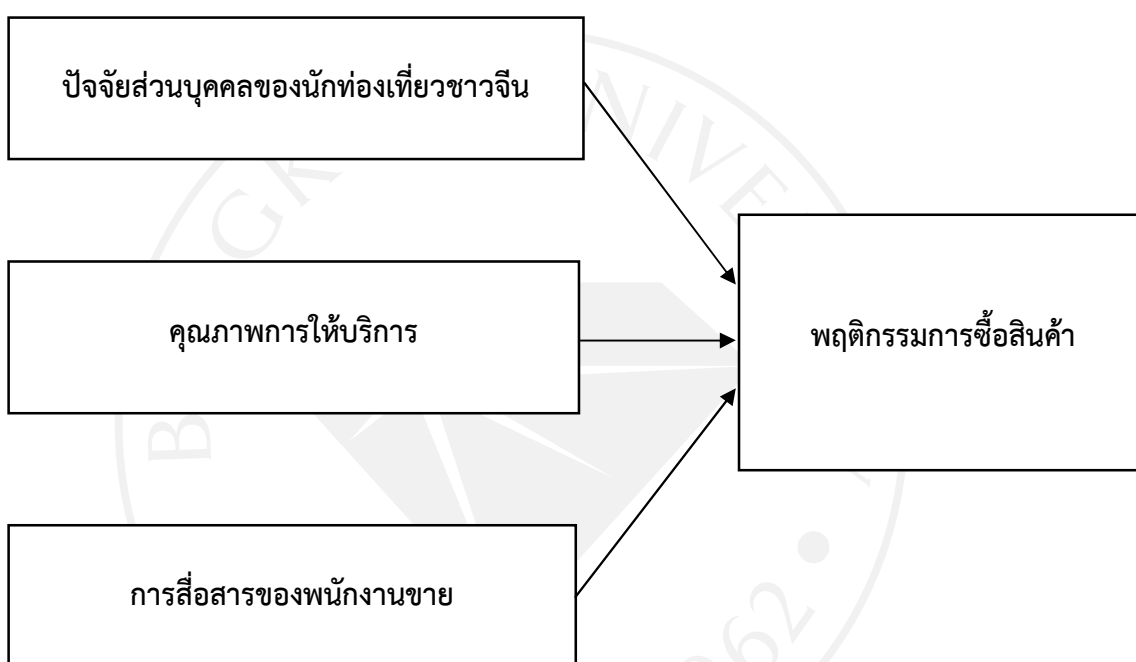 ปัจจัยส่วนบุคคลของนักท่องเที่ยวชาวจีน
คุณภาพการให้บริการ
พฤติกรรมการซื้อสินค้า
การสื่อสารของพนักงานขาย